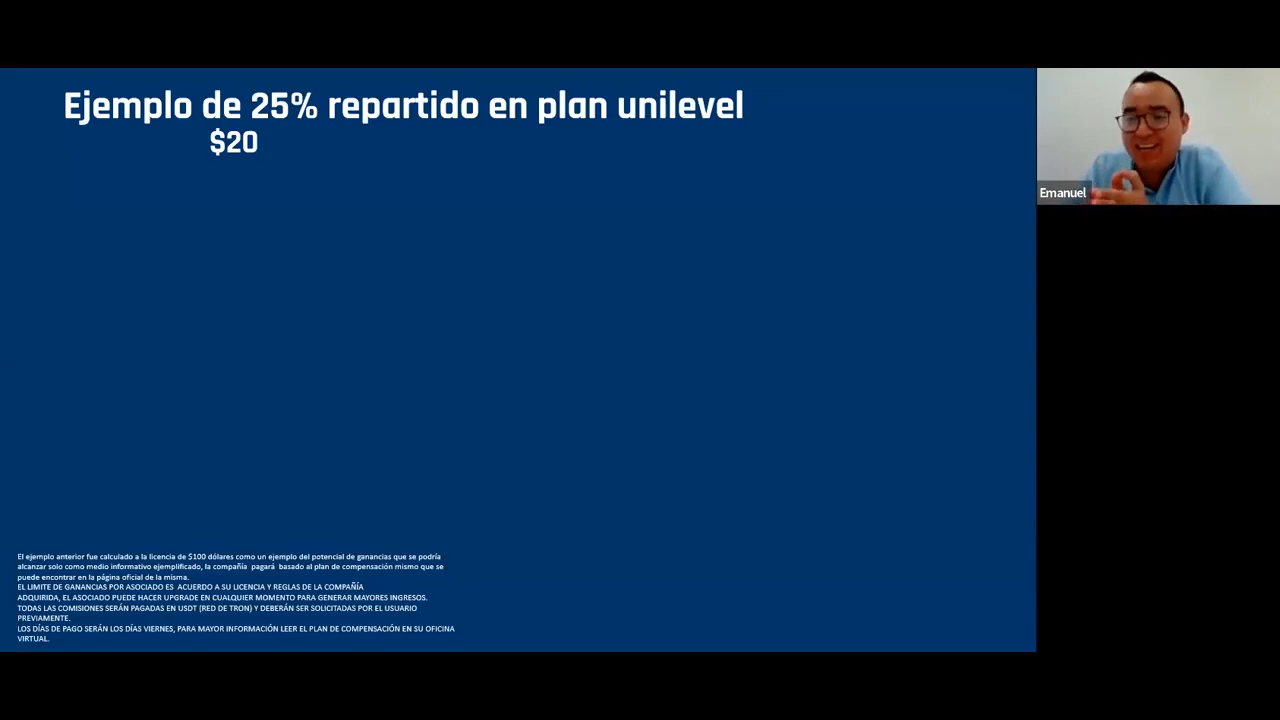 Ejemplo de 25% repartido en plan unilevel
$20
Emanuel
El ejemplo anterior fue calculado a la licencia de $100 dólares como un ejemplo del potencial de ganancias que se podría
alcanzar solo como medio informativo ejemplificado, la compañía pagará basado al plan de compensación mismo que se
puede encontrar en la página oficial de la misma.
EL LIMITE DE GANANCIAS POR ASOCIADO ES ACUERDO A SU LICENCIA Y REGLAS DE LA COMPAÑÍA
ADQUIRIDA, EL ASOCIADO PUEDE HACER UPGRADE EN CUALQUIER MOMENTO PARA GENERAR MAYORES INGRESOS.
TODAS LAS COMISIONES SERÁN PAGADAS EN USDT (RED DE TRON) Y DEBERÁN SER SOLICITADAS POR EL USUARIO
PREVIAMENTE.
LOS DÍAS DE PAGO SERÁN LOS DÍAS VIERNES, PARA MAYOR INFORMACIÓN LEER EL PLAN DE COMPENSACIÓN EN SU OFICINA
VIRTUAL.